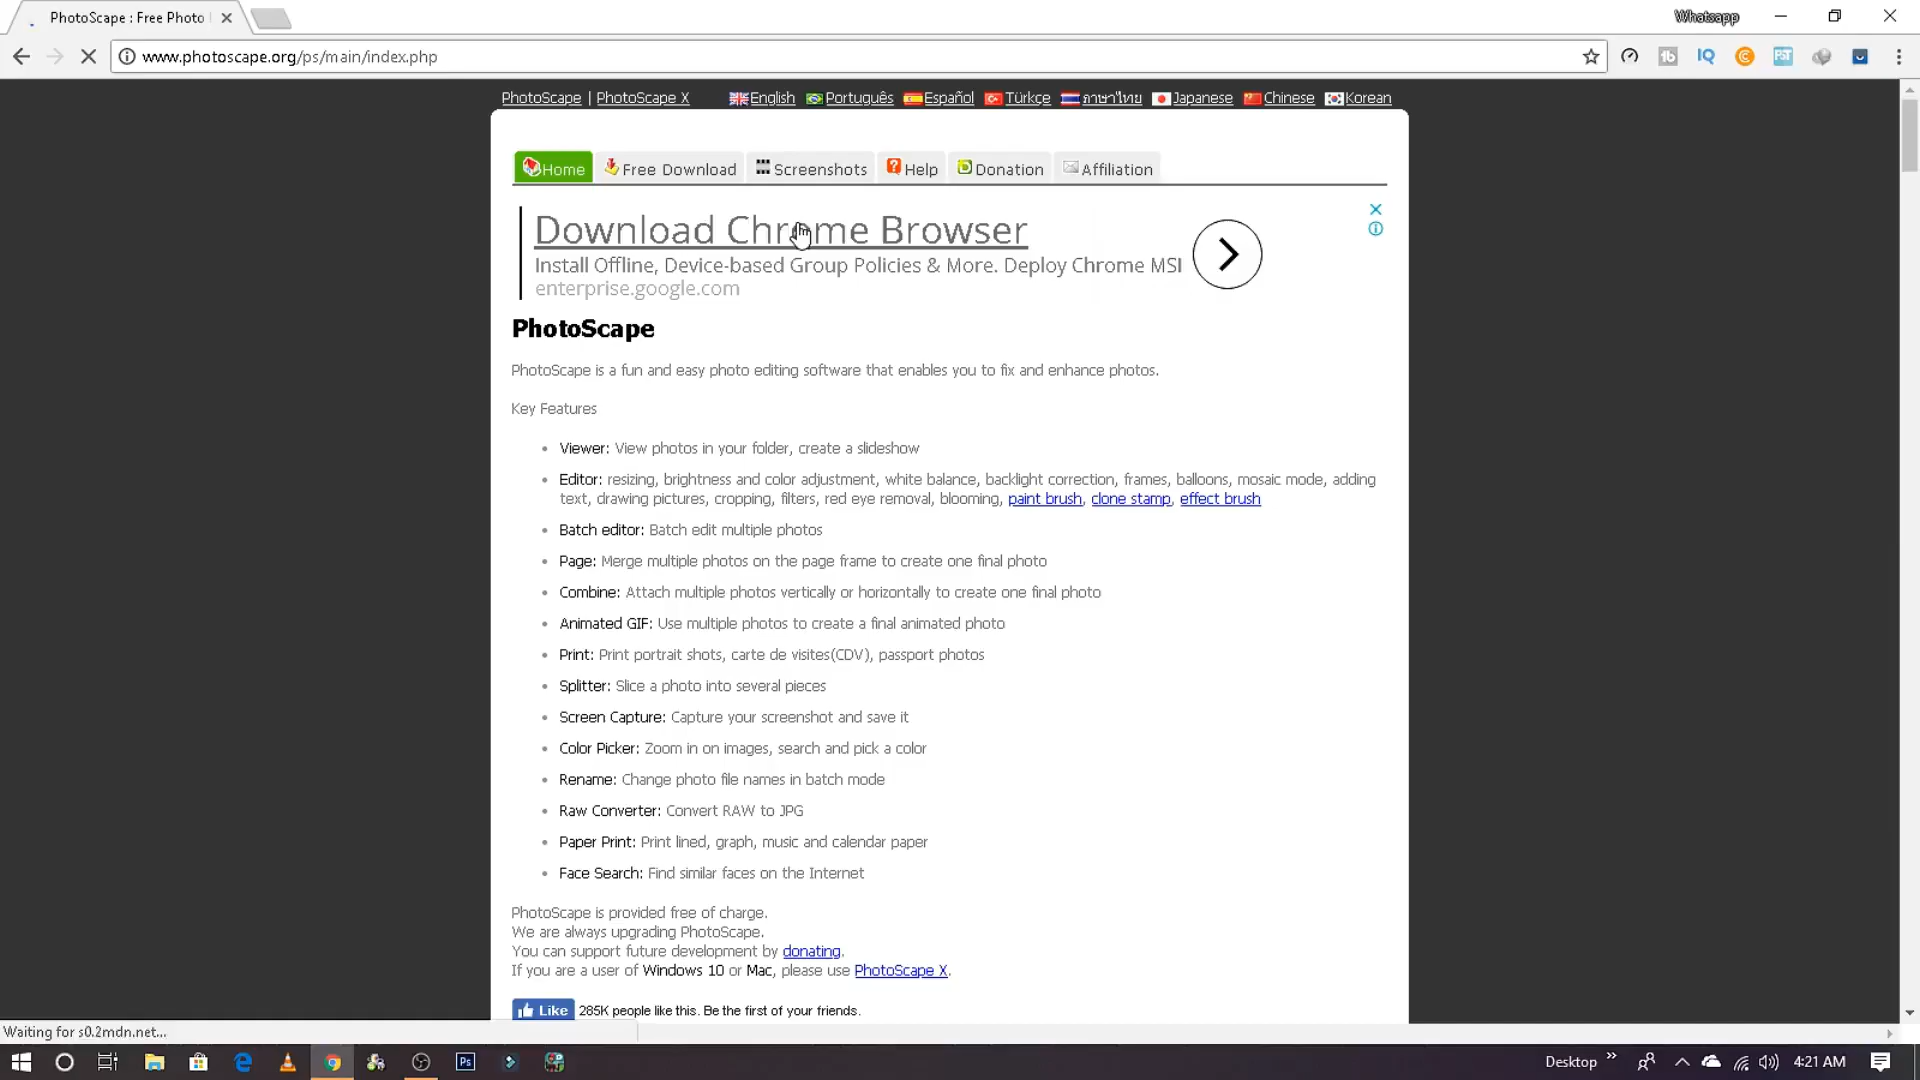 PhotoScape : Free Photo
Whatsapp
www.photoscape.org/ps/main/index.php
PhotoScape | PhotoScape X English Português Español Türkçe ภาษาไทย Japanese Chinese Korean
Home Free Download Screenshots Help Donation Affiliation
Download Chrome Browser
Install Offline, Device-based Group Policies & More. Deploy Chrome MSI
enterprise.google.com
PhotoScape
PhotoScape is a fun and easy photo editing software that enables you to fix and enhance photos.
Key Features
Viewer: View photos in your folder, create a slideshow
Editor: resizing, brightness and color adjustment, white balance, backlight correction, frames, balloons, mosaic mode, adding
text, drawing pictures, cropping, filters, red eye removal, blooming, paint brush, clone stamp, effect brush
Batch editor: Batch edit multiple photos
Page: Merge multiple photos on the page frame to create one final photo
Combine: Attach multiple photos vertically or horizontally to create one final photo
Animated GIF: Use multiple photos to create a final animated photo
Print: Print portrait shots, carte de visites(CDV), passport photos
Splitter: Slice a photo into several pieces
Screen Capture: Capture your screenshot and save it
Color Picker: Zoom in on images, search and pick a color
Rename: Change photo file names in batch mode
Raw Converter: Convert RAW to JPG
Paper Print: Print lined, graph, music and calendar paper
Face Search: Find similar faces on the Internet
PhotoScape is provided free of charge.
We are always upgrading PhotoScape.
You can support future development by donating.
If you are a user of Windows 10 or Mac, please use PhotoScape X.
Like 285K people like this. Be the first of your friends.
Waiting for s0.2mdn.net...
Desktop 4:21 AM